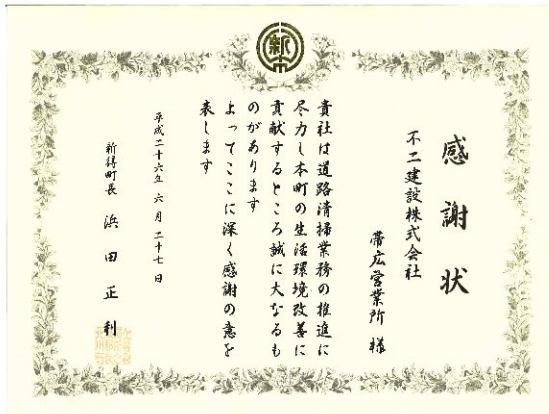 新
感謝状
不二建設株式会社
帯広営業所 様
貴社は道路清掃業務の推進に
尽力し本町の生活環境改善に
貢献するところ誠に大なるも
のがあります
よってここに深く感謝の意を
表します
平成二十六年 六月 二十七日
新得町長 浜田正利